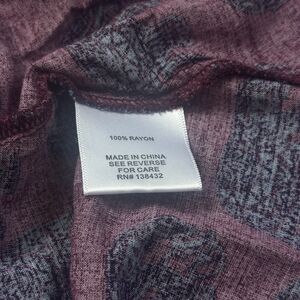 100% RAYON
MADE IN CHINA
SEE REVERSE
FOR CARE
RN# 138432